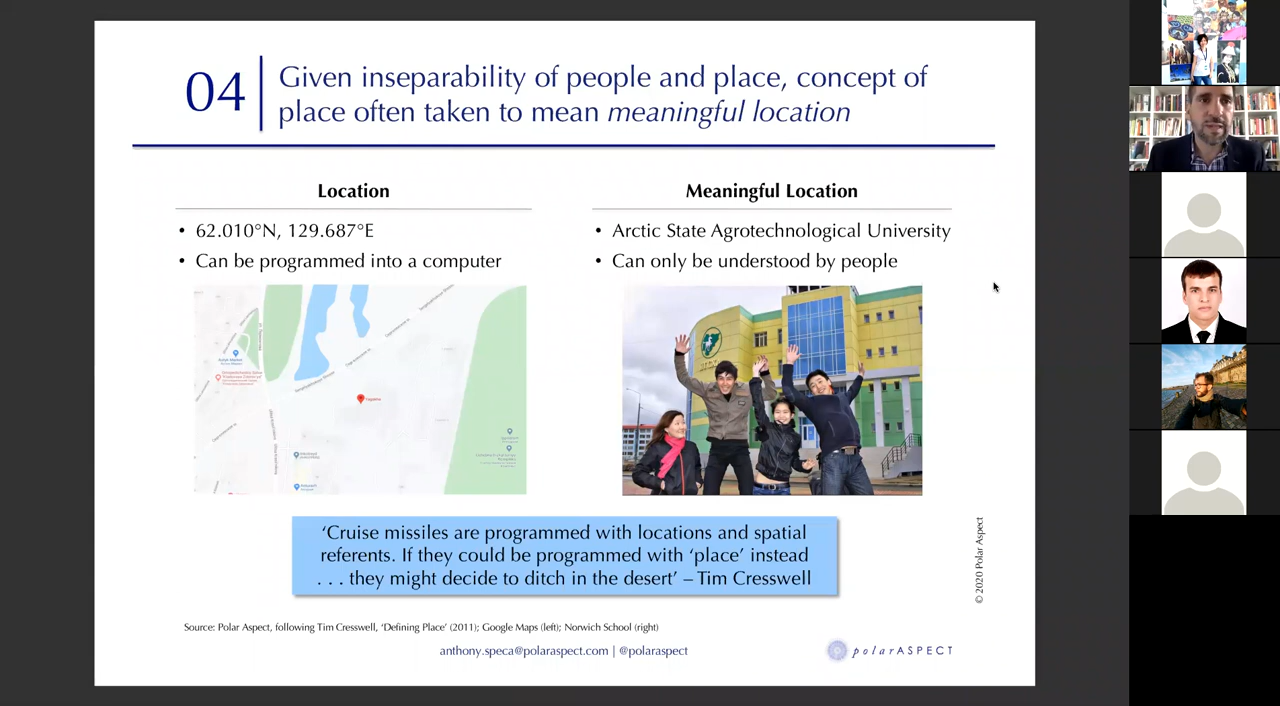 04
Given inseparability of people and place, concept of
place often taken to mean meaningful location
Location
• 62.010°N, 129.687°E
• Can be programmed into a computer
Meaningful Location
• Arctic State Agrotechnological University
• Can only be understood by people
‘Cruise missiles are programmed with locations and spatial
referents. If they could be programmed with ‘place’ instead
. . . they might decide to ditch in the desert’ – Tim Cresswell
© 2020 Polar Aspect
Source: Polar Aspect, following Tim Cresswell, ‘Defining Place’ (2011); Google Maps (left); Norwich School (right)
anthony.speca@polaraspect.com | @polaraspect
polarASPECT